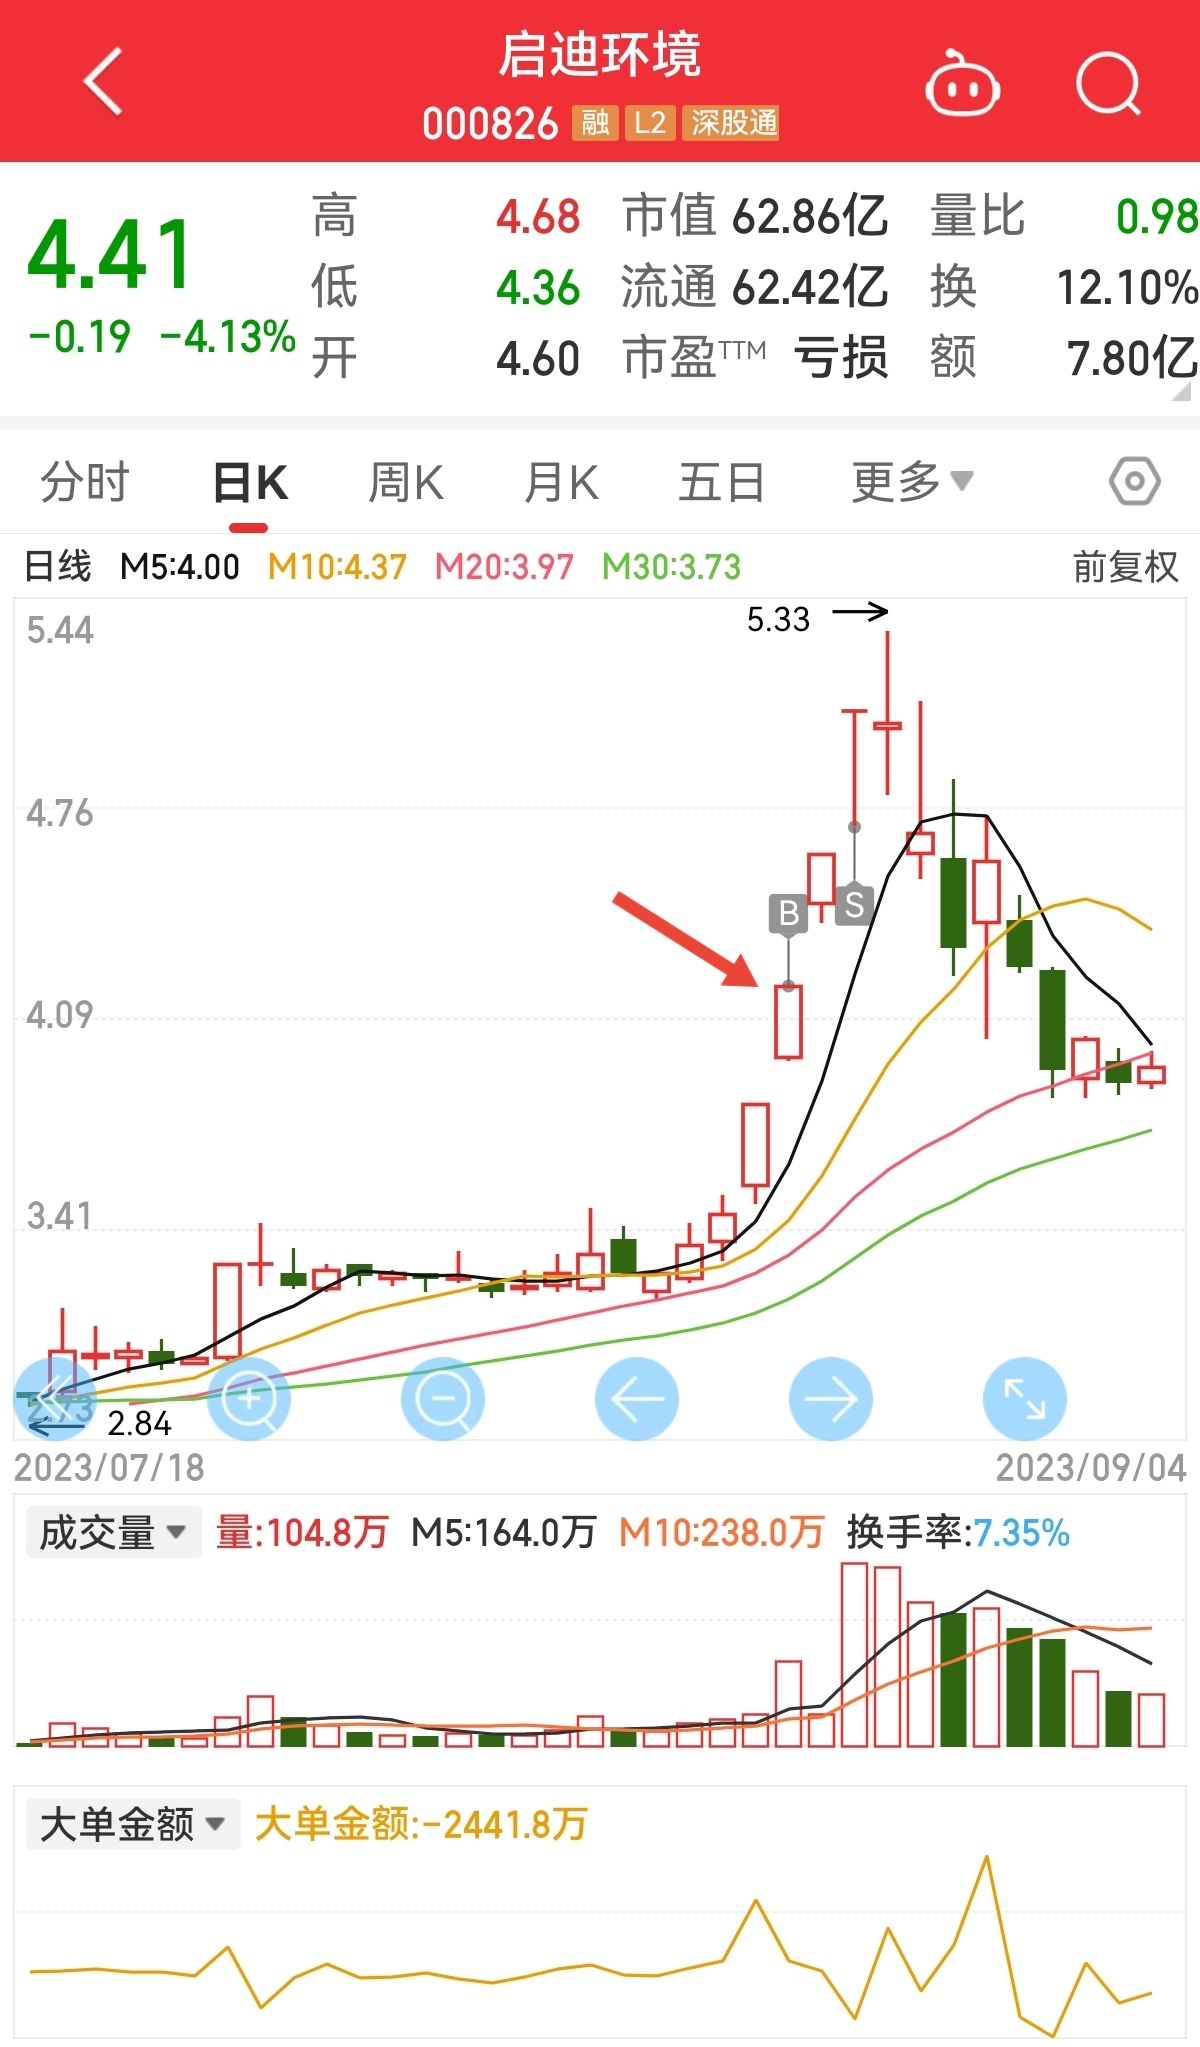 启迪环境
000826 融 L2 深股通
4.41
-0.19 -4.13%
高 4.68 市值 62.86亿 量比 0.98
低 4.36 流通 62.42亿 换 12.10%
开 4.60 市盈TTM 亏损 额 7.80亿
分时 日K 周K 月K 五日 更多
日线 M5:4.00 M10:4.37 M20:3.97 M30:3.73 前复权
5.44
5.33
4.76
B
S
4.09
3.41
2.73
2.84
2023/07/18 2023/09/04
成交量 量:104.8万 M5:164.0万 M10:238.0万 换手率:7.35%
大单金额 大单金额:-2441.8万